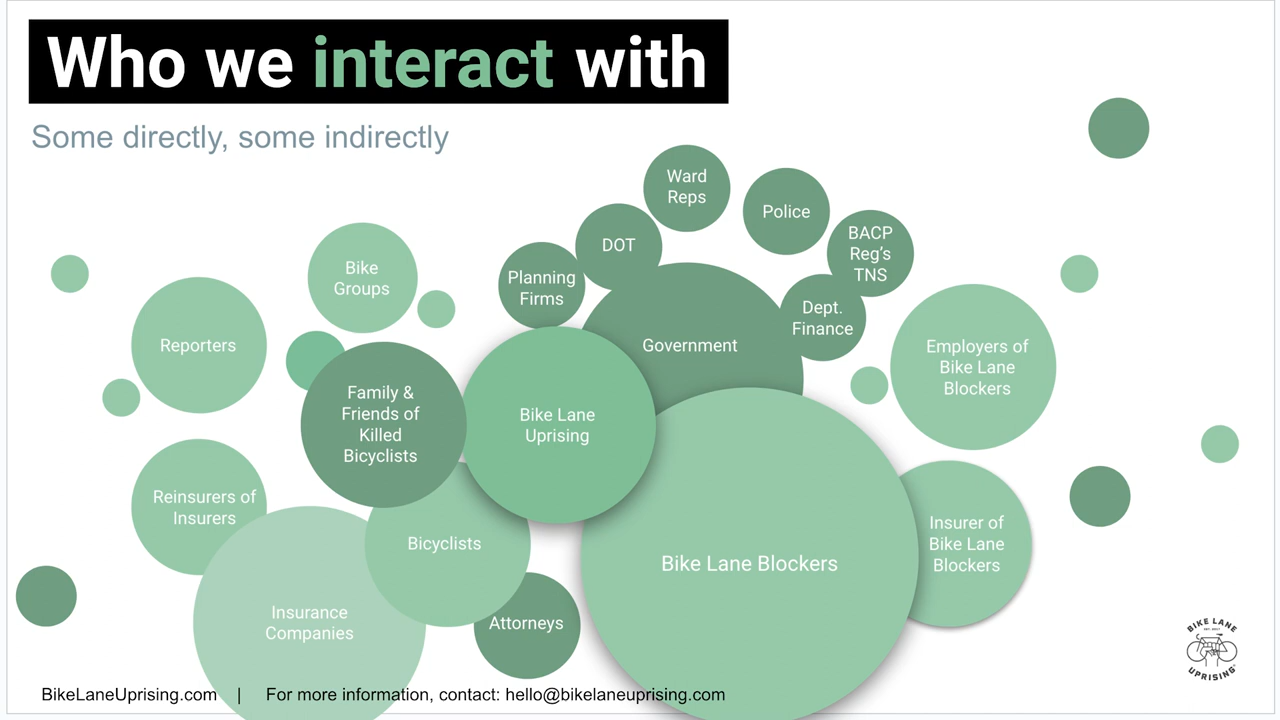 Who we interact with
Some directly, some indirectly
Ward
Reps
Police
DOT
BACP
Reg's
TNS
Planning
Firms
Dept.
Finance
Bike
Groups
Government
Reporters
Employers of
Bike Lane
Blockers
Family &
Friends of
Killed
Bicyclists
Bike Lane
Uprising
Reinsurers of
Insurers
Bicyclists
Bike Lane Blockers
Insurer of
Bike Lane
Blockers
Insurance
Companies
Attorneys
BIKE LANE
UPRISING
BikeLaneUprising.com | For more information, contact: hello@bikelaneuprising.com